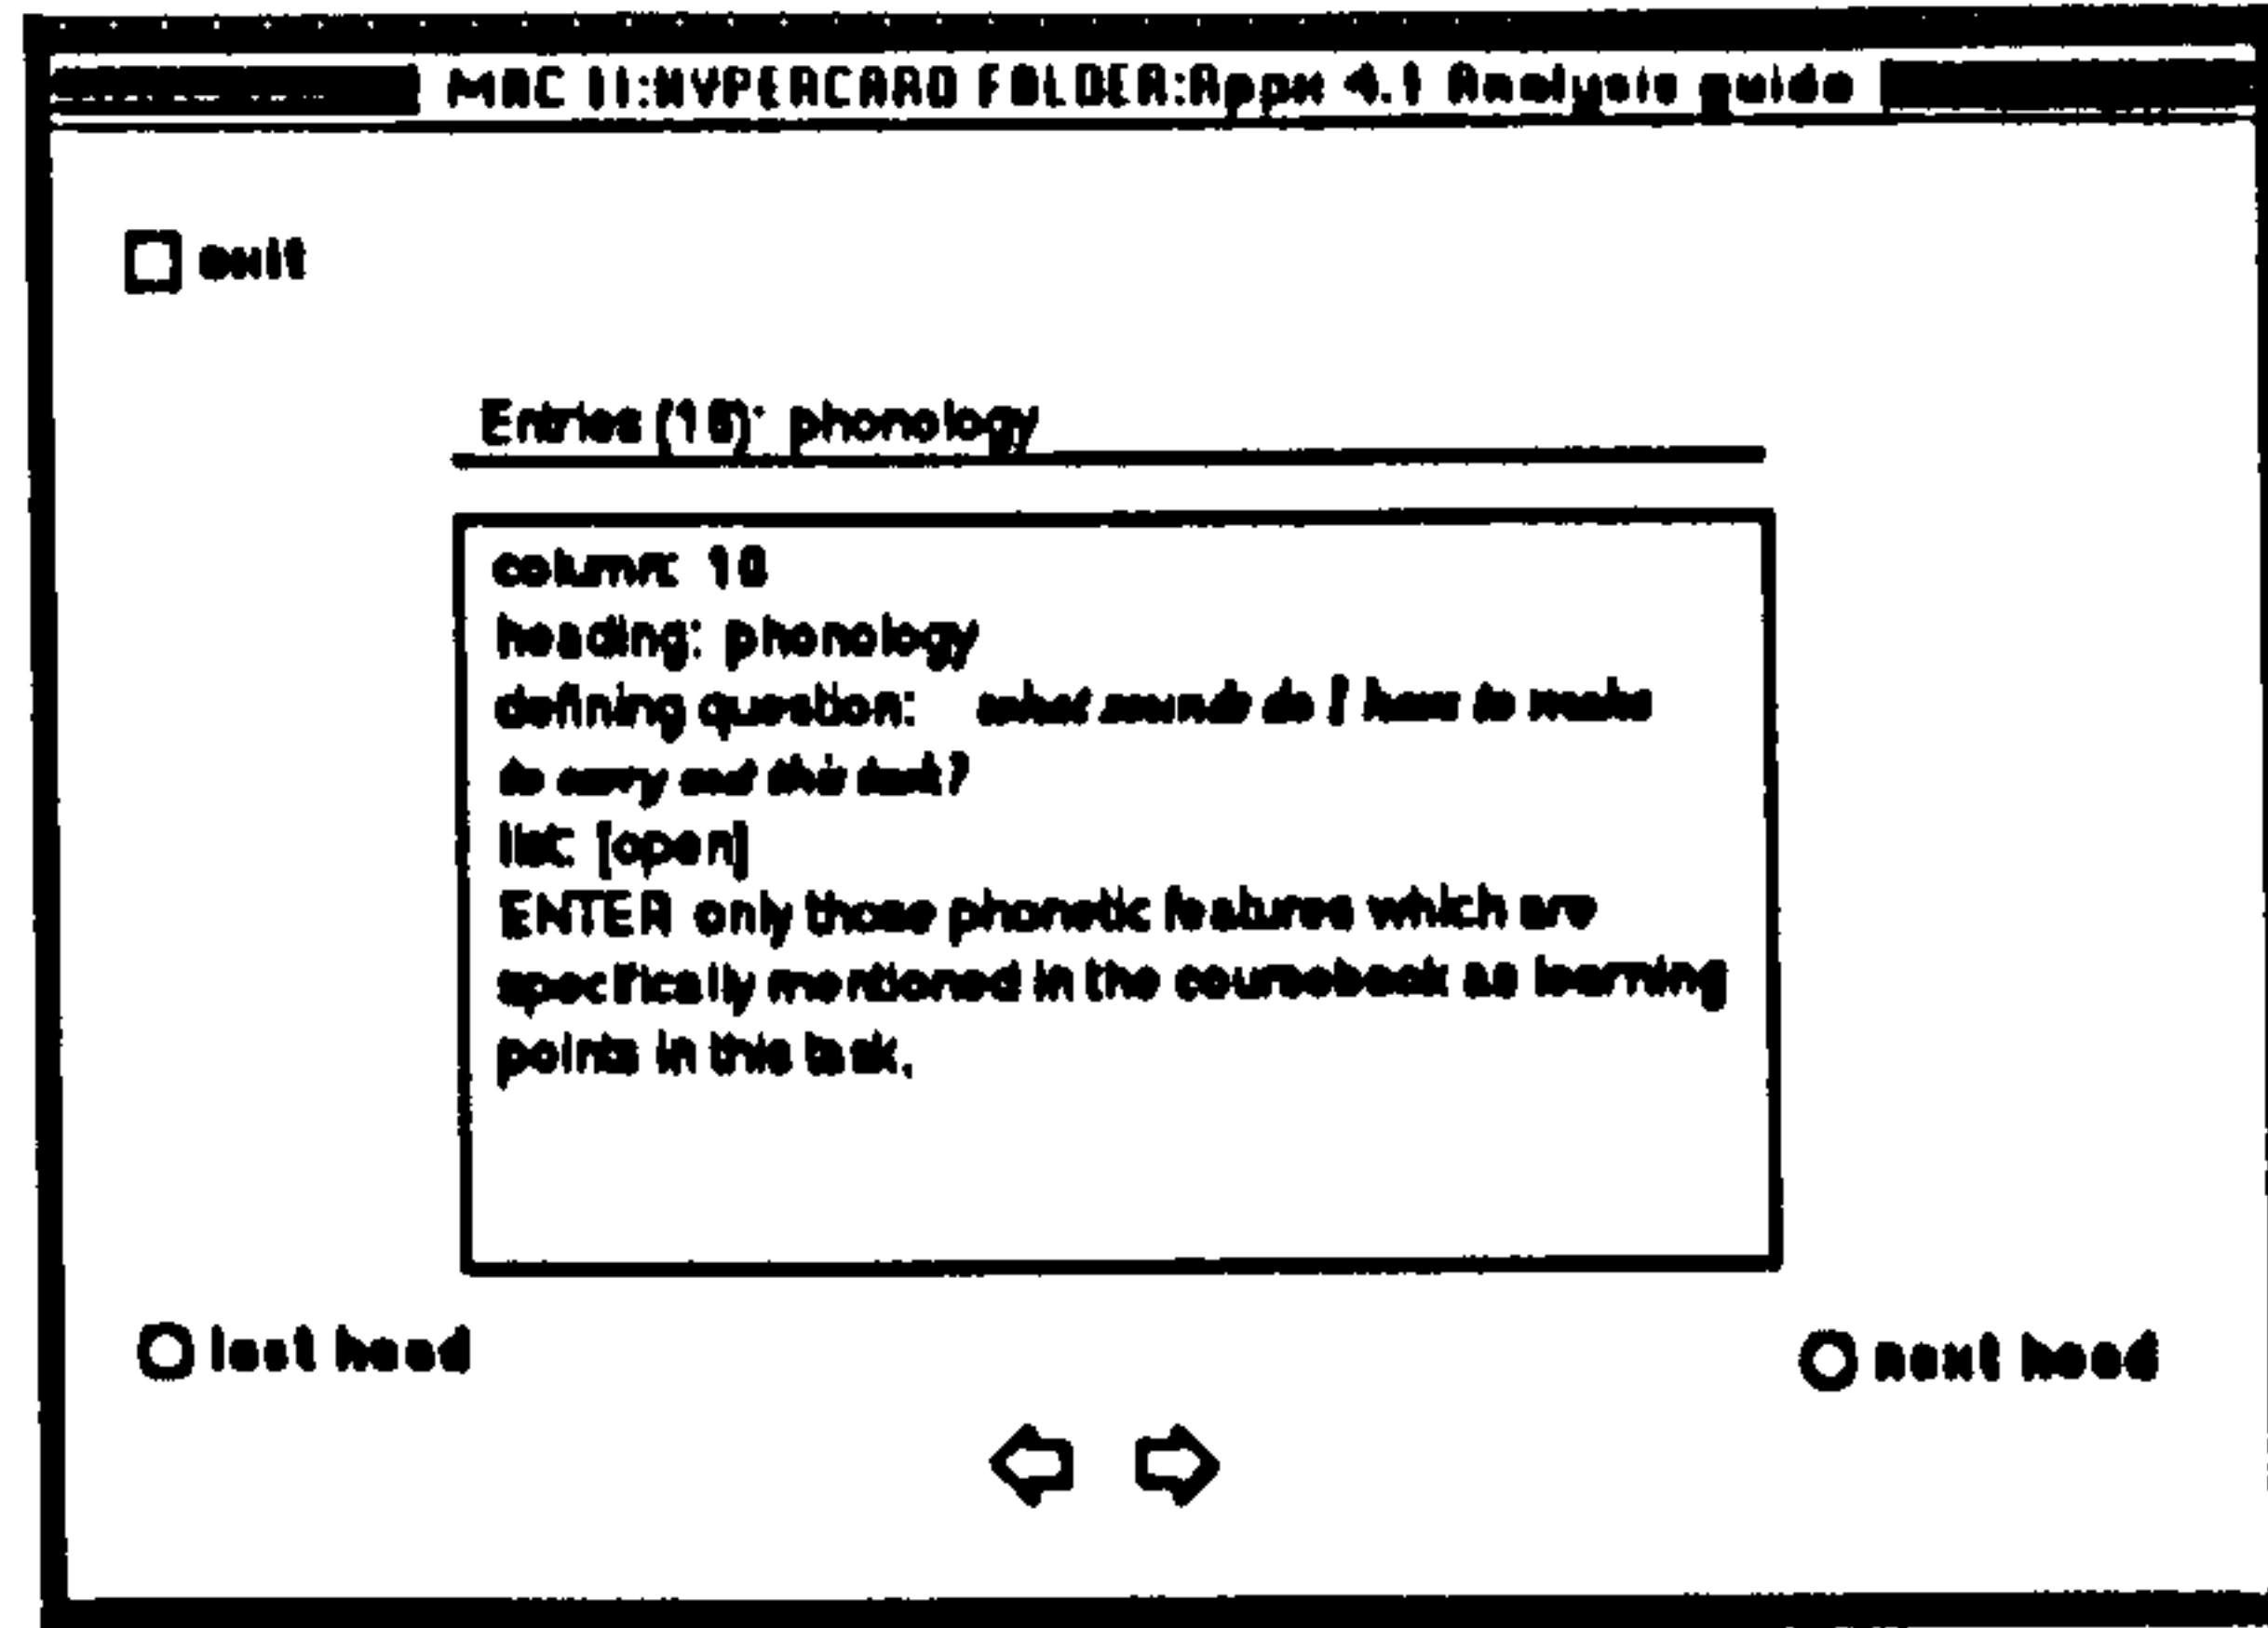 MAC II:HYPERCARD FOLDER:Appx 4.1 Analysis guide
exit
Entries (18): phonology
column: 18
heading: phonology
defining question: what sounds do I have to make
to carry out this task?
list: [open]
ENTER only those phonetic features which are
specifically mentioned in the coursebook as learning
points in this task.
last head
next head